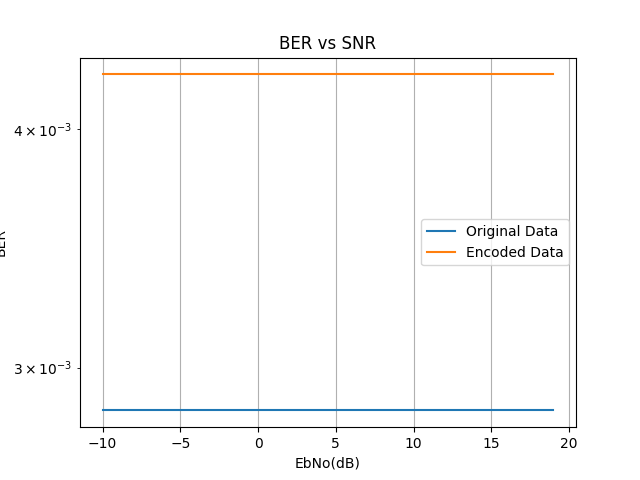 BER vs SNR
4 × 10⁻³
3 × 10⁻³
BER
Original Data
Encoded Data
−10
−5
0
5
10
15
20
EbNo(dB)